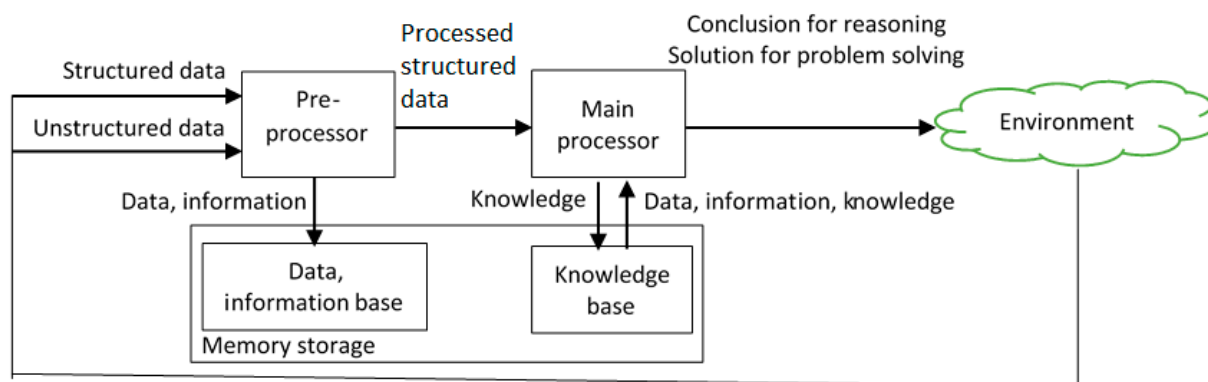 Conclusion for reasoning
Solution for problem solving
Processed
structured
data
Structured data
Unstructured data
Pre-
processor
Main
processor
Environment
Data, information
Knowledge
Data, information, knowledge
Data,
information base
Knowledge
base
Memory storage